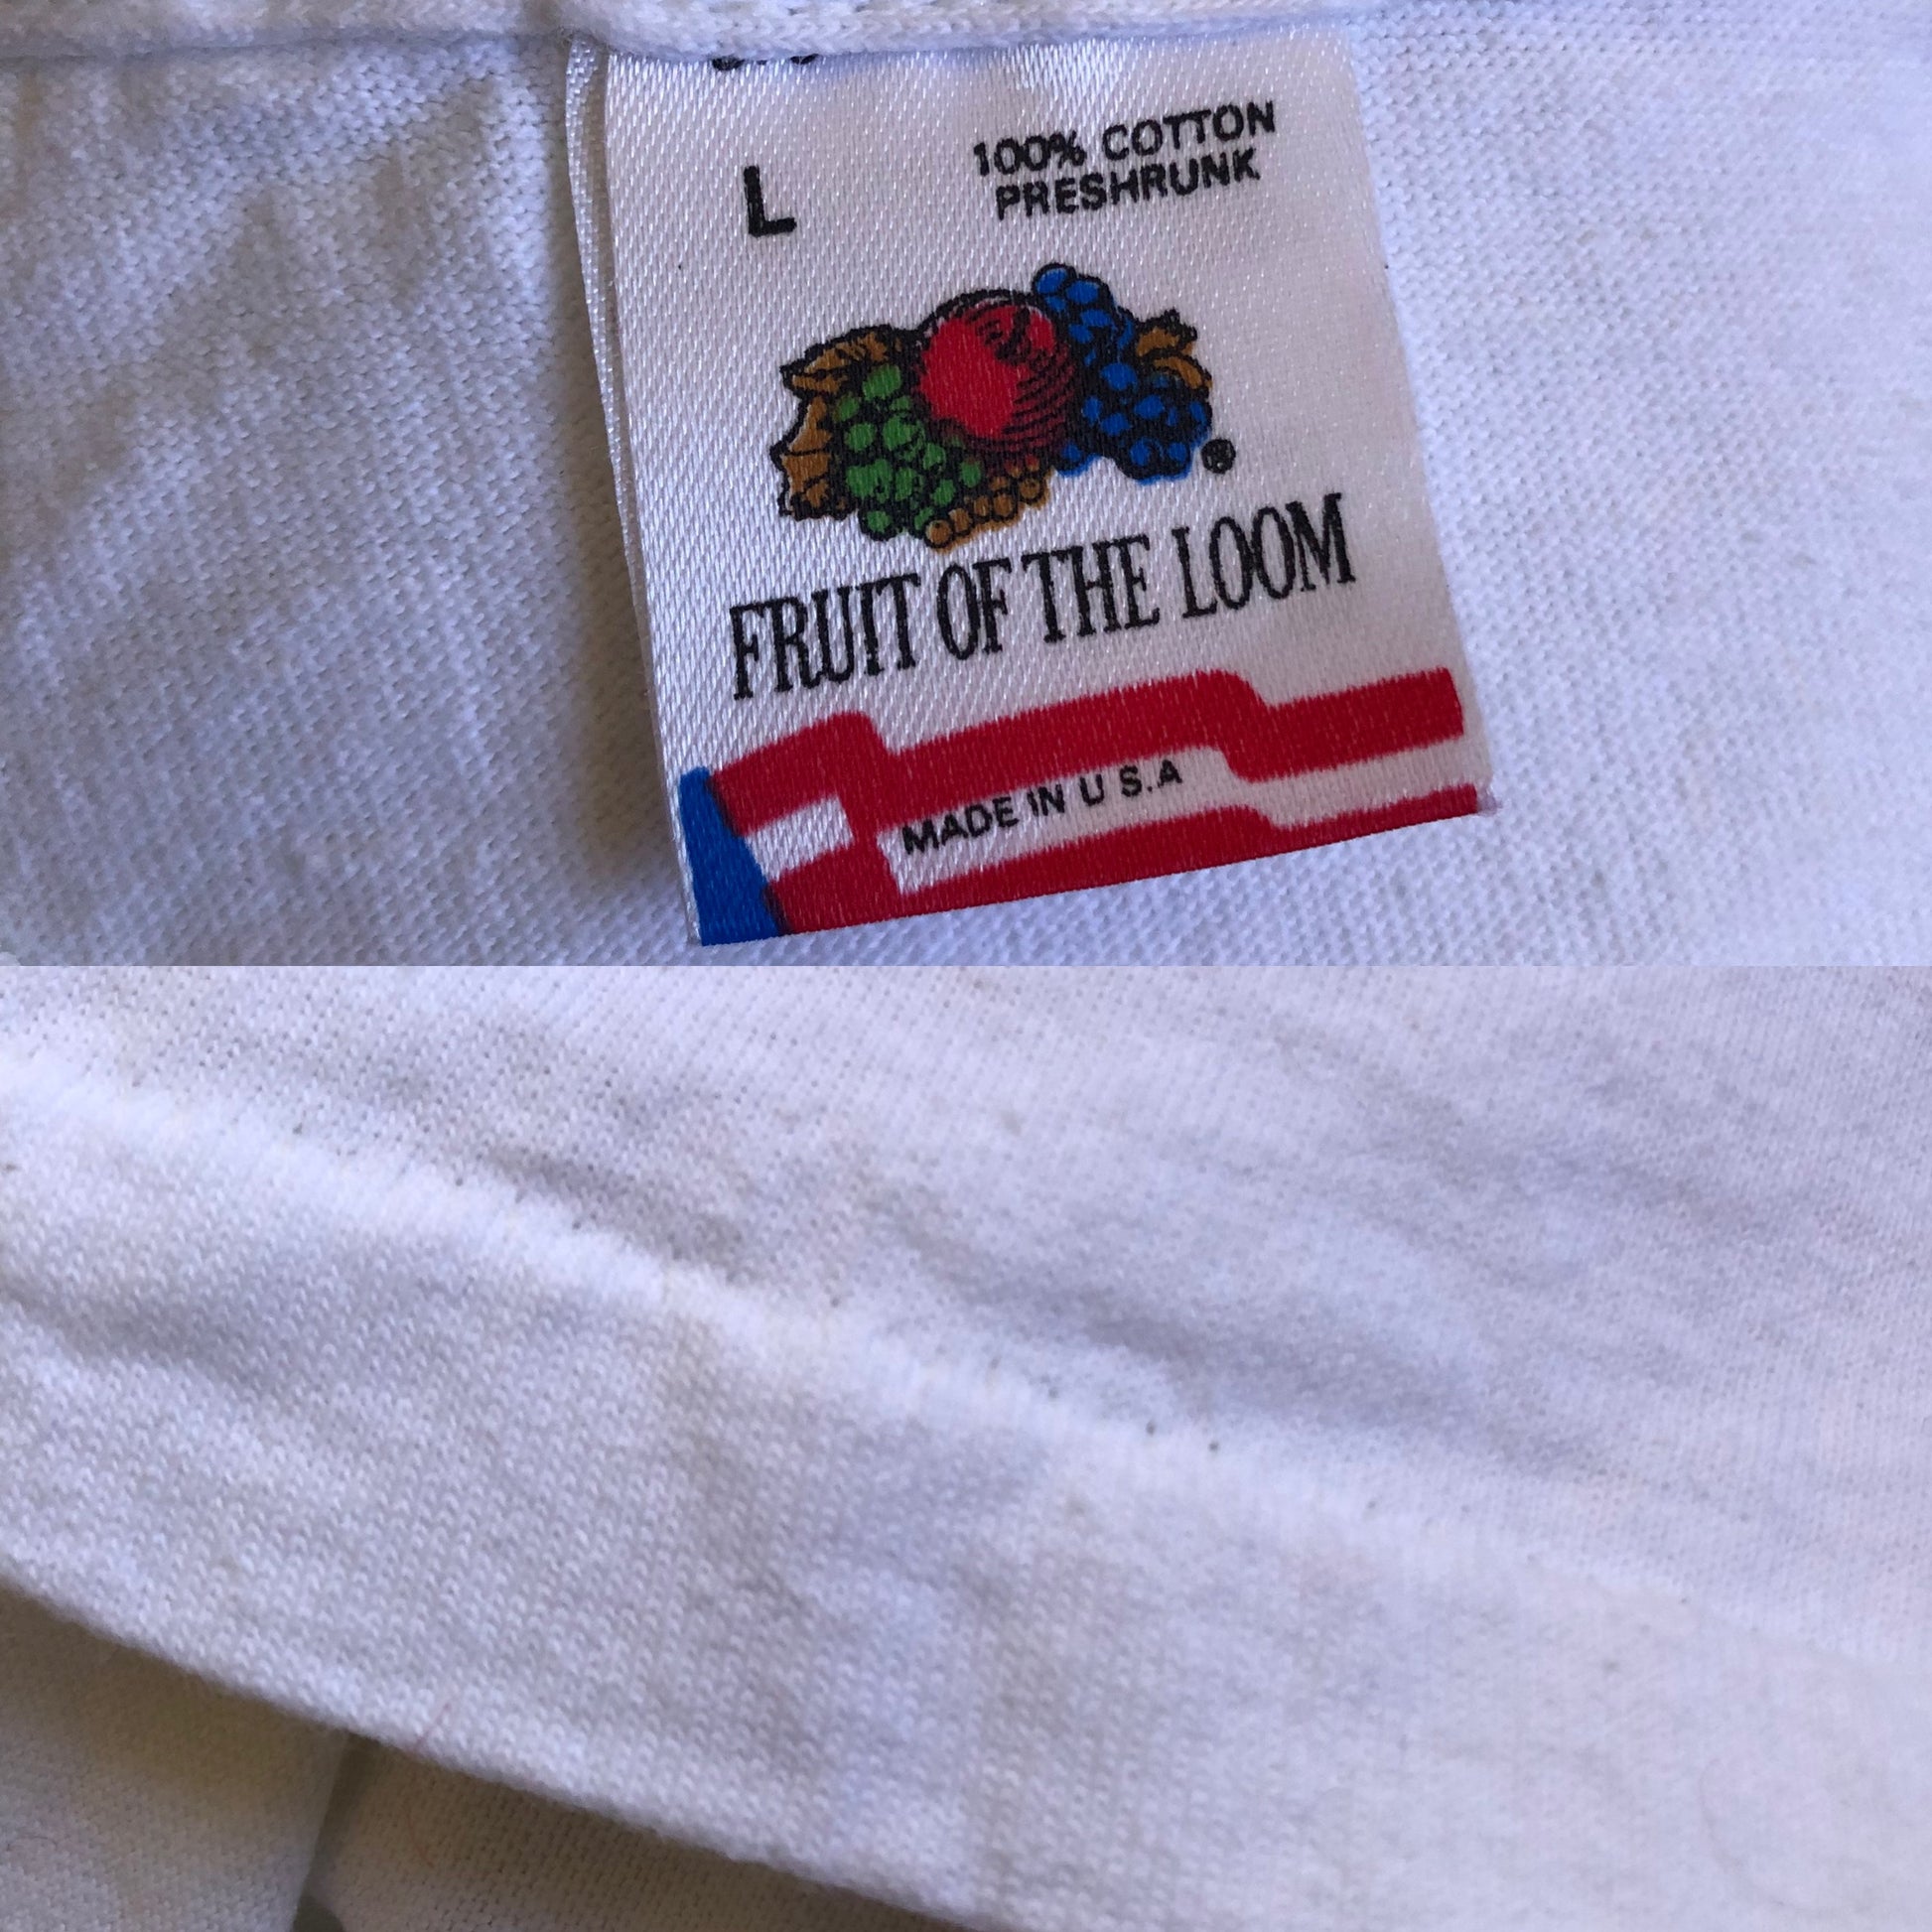 L
100% COTTON
PRESHRUNK
®
FRUIT OF THE LOOM
MADE IN U S.A